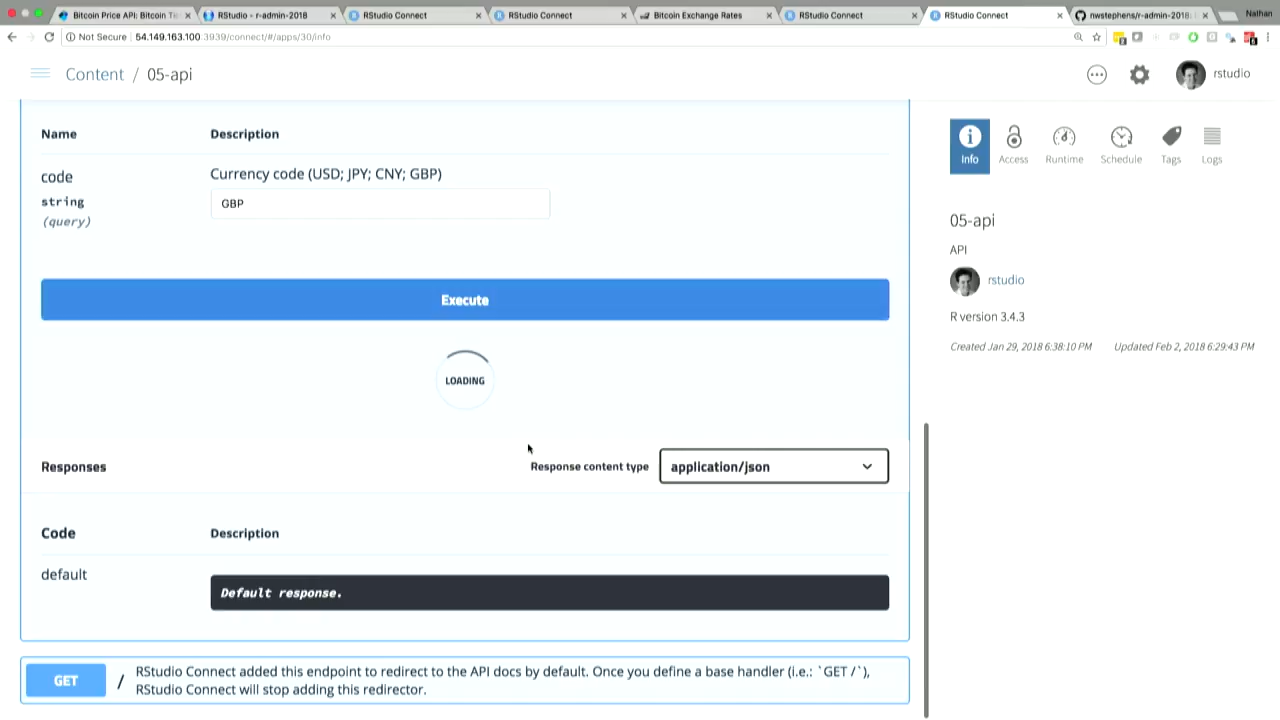 Bitcoin Price API: Bitcoin Ti
RStudio - r-admin-2018
RStudio Connect
RStudio Connect
Bitcoin Exchange Rates
RStudio Connect
RStudio Connect
nwstephens/r-admin-2018:
Nathan
Not Secure
54.149.163.100:3939/connect/#/apps/30/info
Content / 05-api
rstudio
Name
Description
code
string
(query)
Currency code (USD; JPY; CNY; GBP)
GBP
Execute
LOADING
Responses
Response content type
application/json
Code
Description
default
Default response.
GET
/
RStudio Connect added this endpoint to redirect to the API docs by default. Once you define a base handler (i.e.: `GET /`),
RStudio Connect will stop adding this redirector.
Info
Access
Runtime
Schedule
Tags
Logs
05-api
API
rstudio
R version 3.4.3
Created Jan 29, 2018 6:38:10 PM
Updated Feb 2, 2018 6:29:43 PM